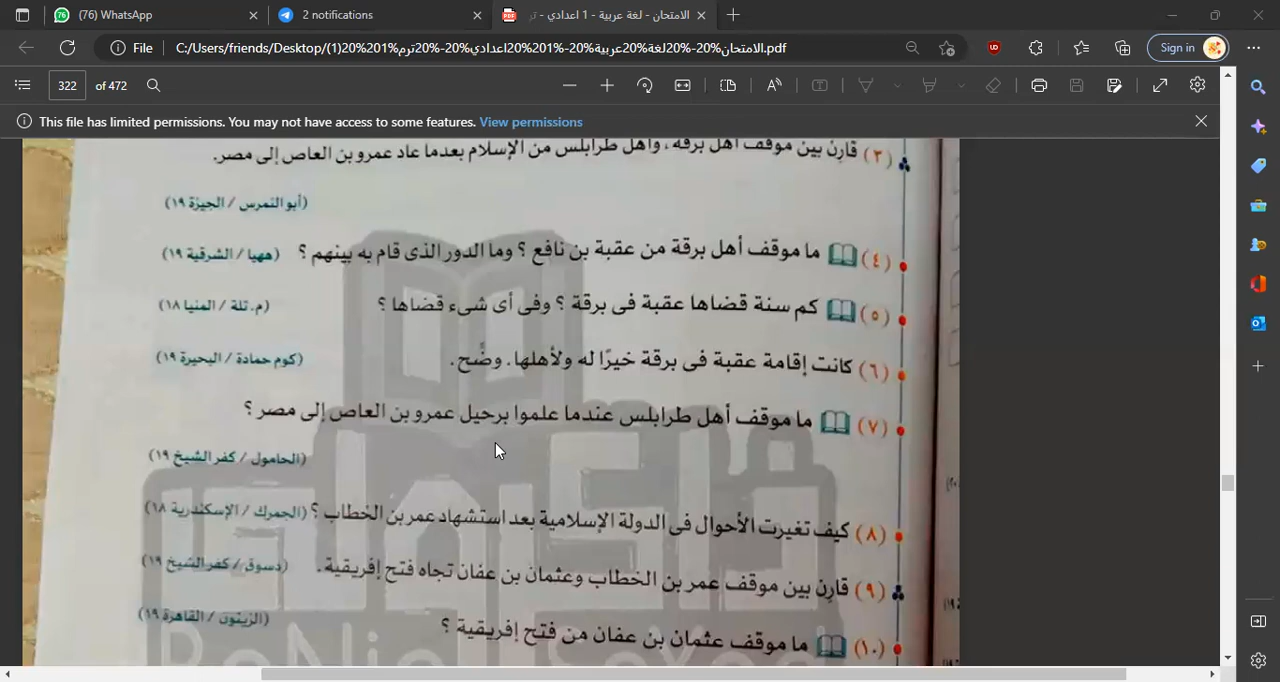 (76) WhatsApp
2 notifications
الامتحان - لغة عربية - 1 اعدادي - تر
File
C:/Users/friends/Desktop/(1)20%201%اعدادي20%-20%ترم20%-20%لغة20%عربية20%-20%الامتحان.pdf
Sign in
322 of 472
This file has limited permissions. You may not have access to some features. View permissions
(٣) قارن بين موقف أهل برقة، وأهل طرابلس من الإسلام بعدما عاد عمرو بن العاص إلى مصر.
(أبو النمرس / الجيزة ١٩)
(٤) ما موقف أهل برقة من عقبة بن نافع ؟ وما الدور الذى قام به بينهم ؟ (ههيا / الشرقية ١٩)
(٥) كم سنة قضاها عقبة فى برقة ؟ وفى أى شىء قضاها ؟ (م. تلة / المنيا ١٨)
(٦) كانت إقامة عقبة فى برقة خيرًا له ولأهلها. وضِّح. (كوم حمادة / البحيرة ١٩)
(٧) ما موقف أهل طرابلس عندما علموا برحيل عمرو بن العاص إلى مصر ؟
(الحامول / كفر الشيخ ١٩)
(٨) كيف تغيرت الأحوال فى الدولة الإسلامية بعد استشهاد عمر بن الخطاب ؟ (الجمرك / الإسكندرية ١٨)
(٩) قارن بين موقف عمر بن الخطاب وعثمان بن عفان تجاه فتح إفريقية. (دسوق / كفر الشيخ ١٩)
(١٠) ما موقف عثمان بن عفان من فتح إفريقية ؟ (الزيتون / القاهرة ١٩)